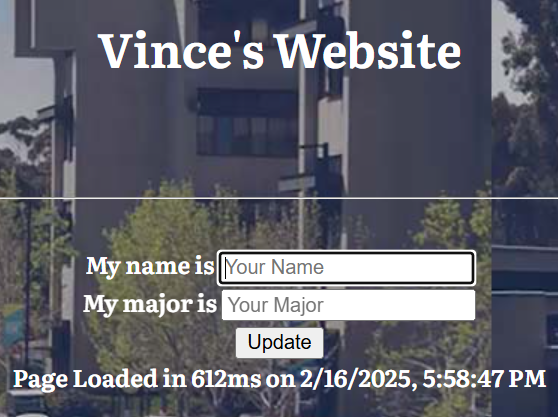 Vince's Website
My name is Your Name
My major is Your Major
Update
Page Loaded in 612ms on 2/16/2025, 5:58:47 PM